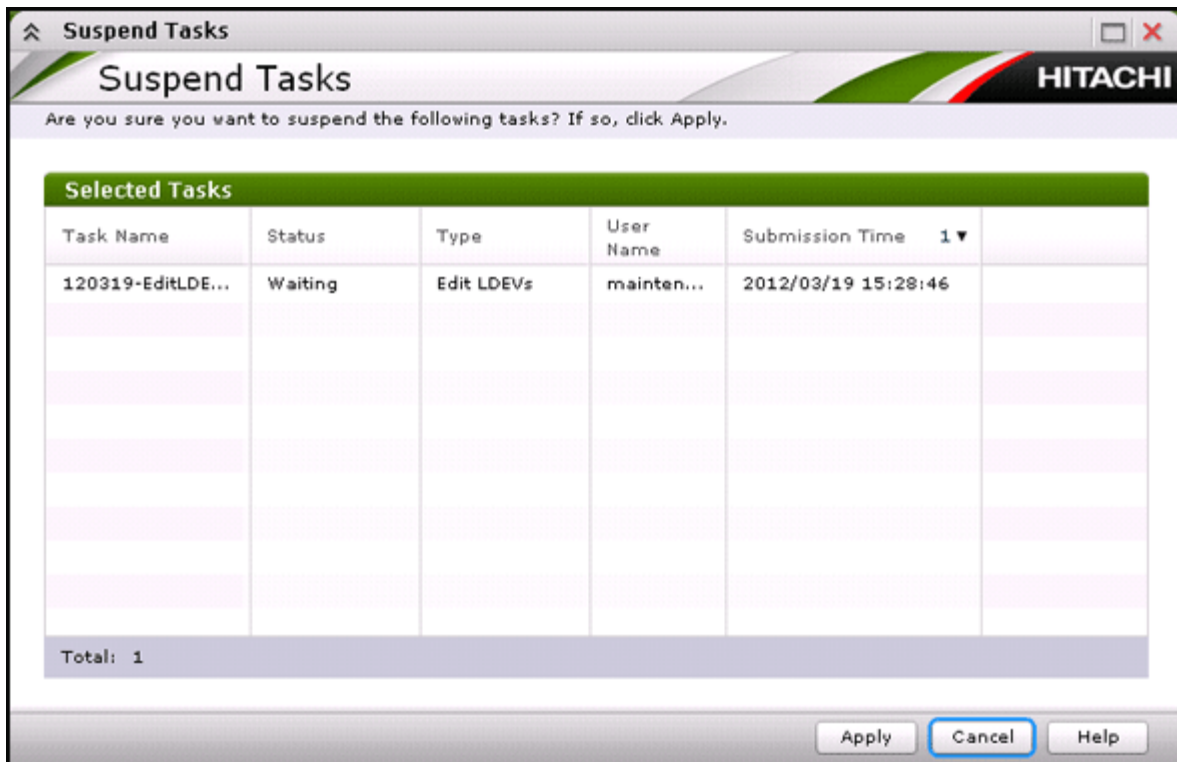 Suspend Tasks
Suspend Tasks
HITACHI
Are you sure you want to suspend the following tasks? If so, click Apply.
Selected Tasks
Task Name Status Type User Name Submission Time 1▼
120319-EditLDE... Waiting Edit LDEVs mainten... 2012/03/19 15:28:46
Total: 1
Apply Cancel Help